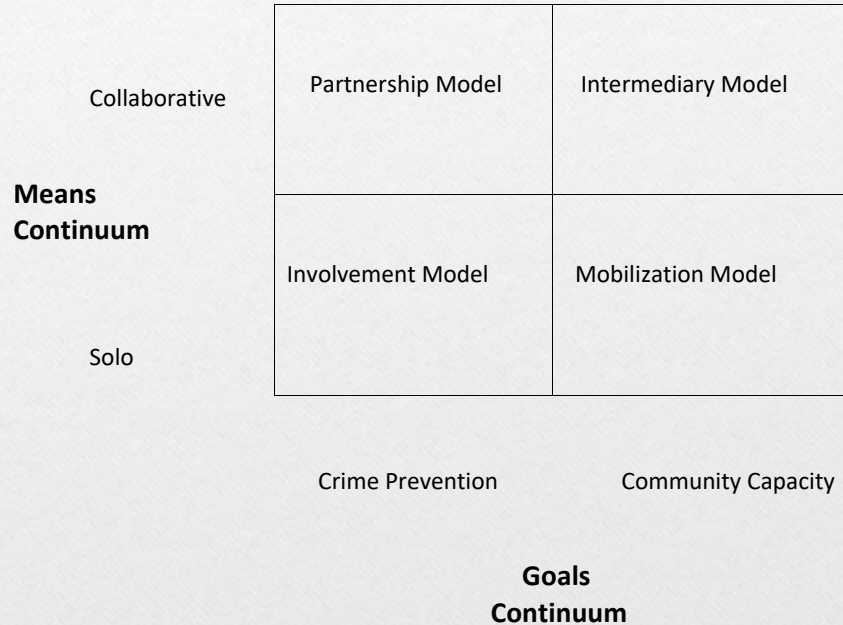 Partnership Model
Intermediary Model
Collaborative
Means
Continuum
Involvement Model
Mobilization Model
Solo
Crime Prevention
Community Capacity
Goals
Continuum